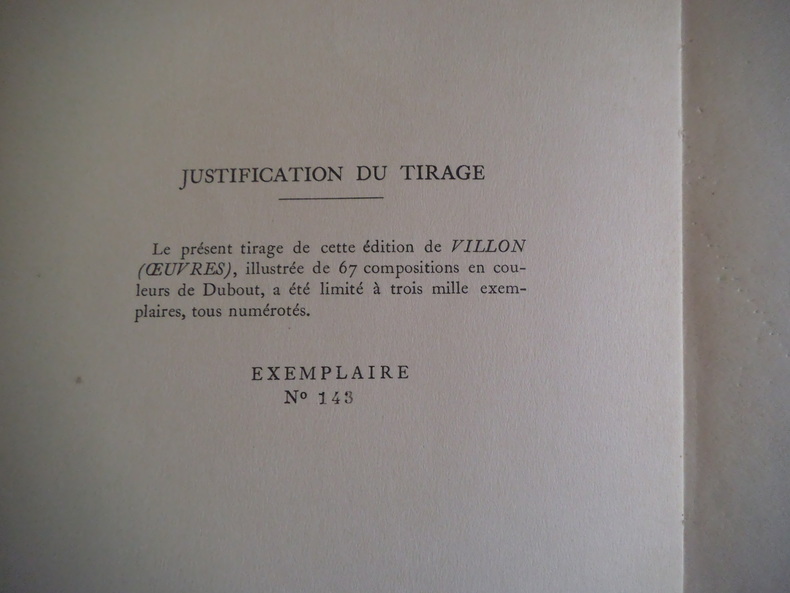 JUSTIFICATION DU TIRAGE
Le présent tirage de cette édition de VILLON
(ŒUVRES), illustrée de 67 compositions en cou-
leurs de Dubout, a été limité à trois mille exem-
plaires, tous numérotés.
EXEMPLAIRE
Nº 143